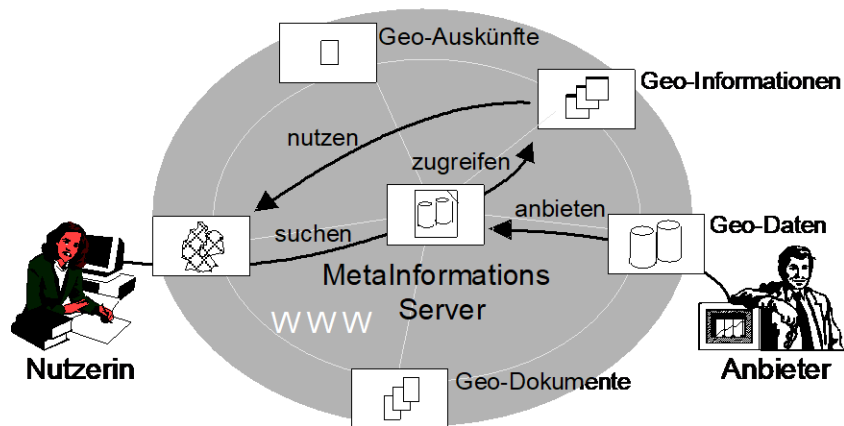 Geo-Auskünfte
Geo-Informationen
nutzen
zugreifen
anbieten
suchen
Geo-Daten
MetaInformations
Server
WWW
Nutzerin
Geo-Dokumente
Anbieter